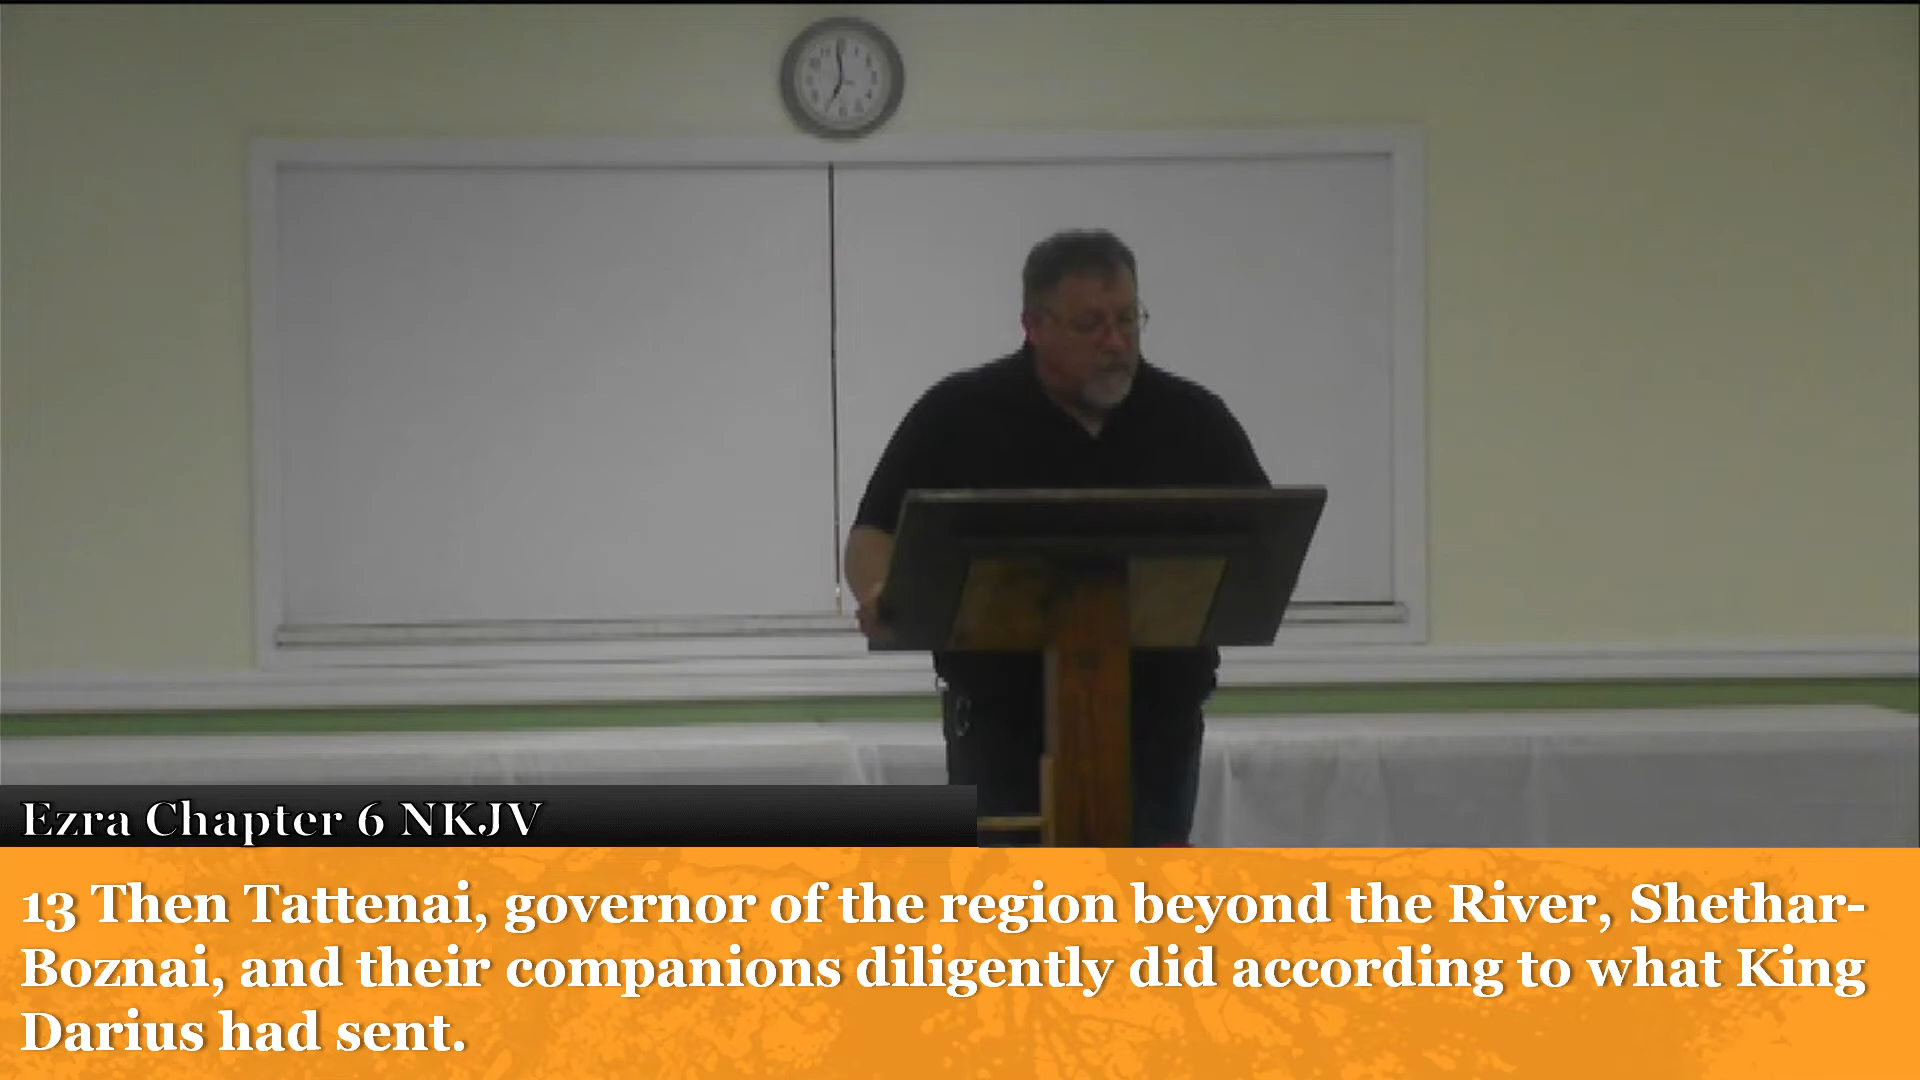 Ezra Chapter 6 NKJV
13 Then Tattenai, governor of the region beyond the River, Shethar-
Boznai, and their companions diligently did according to what King
Darius had sent.